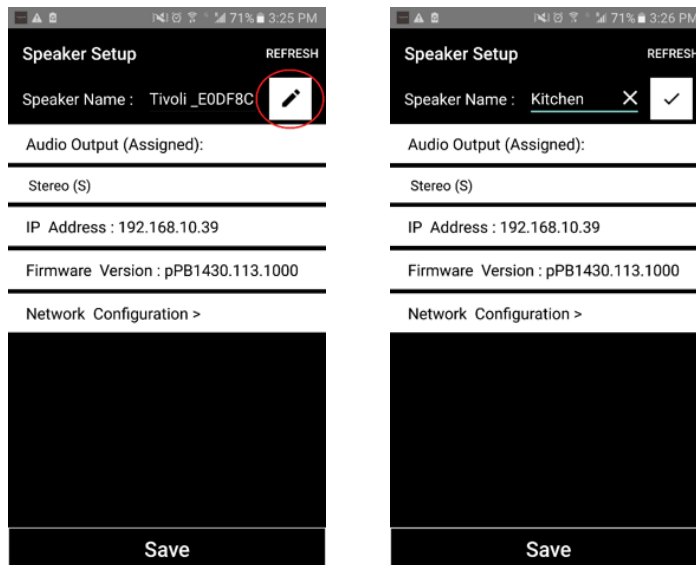 71% 3:25 PM
Speaker Setup REFRESH
Speaker Name : Tivoli _E0DF8C
Audio Output (Assigned):
Stereo (S)
IP Address : 192.168.10.39
Firmware Version : pPB1430.113.1000
Network Configuration >
Save
71% 3:26 PM
Speaker Setup REFRESH
Speaker Name : Kitchen
Audio Output (Assigned):
Stereo (S)
IP Address : 192.168.10.39
Firmware Version : pPB1430.113.1000
Network Configuration >
Save